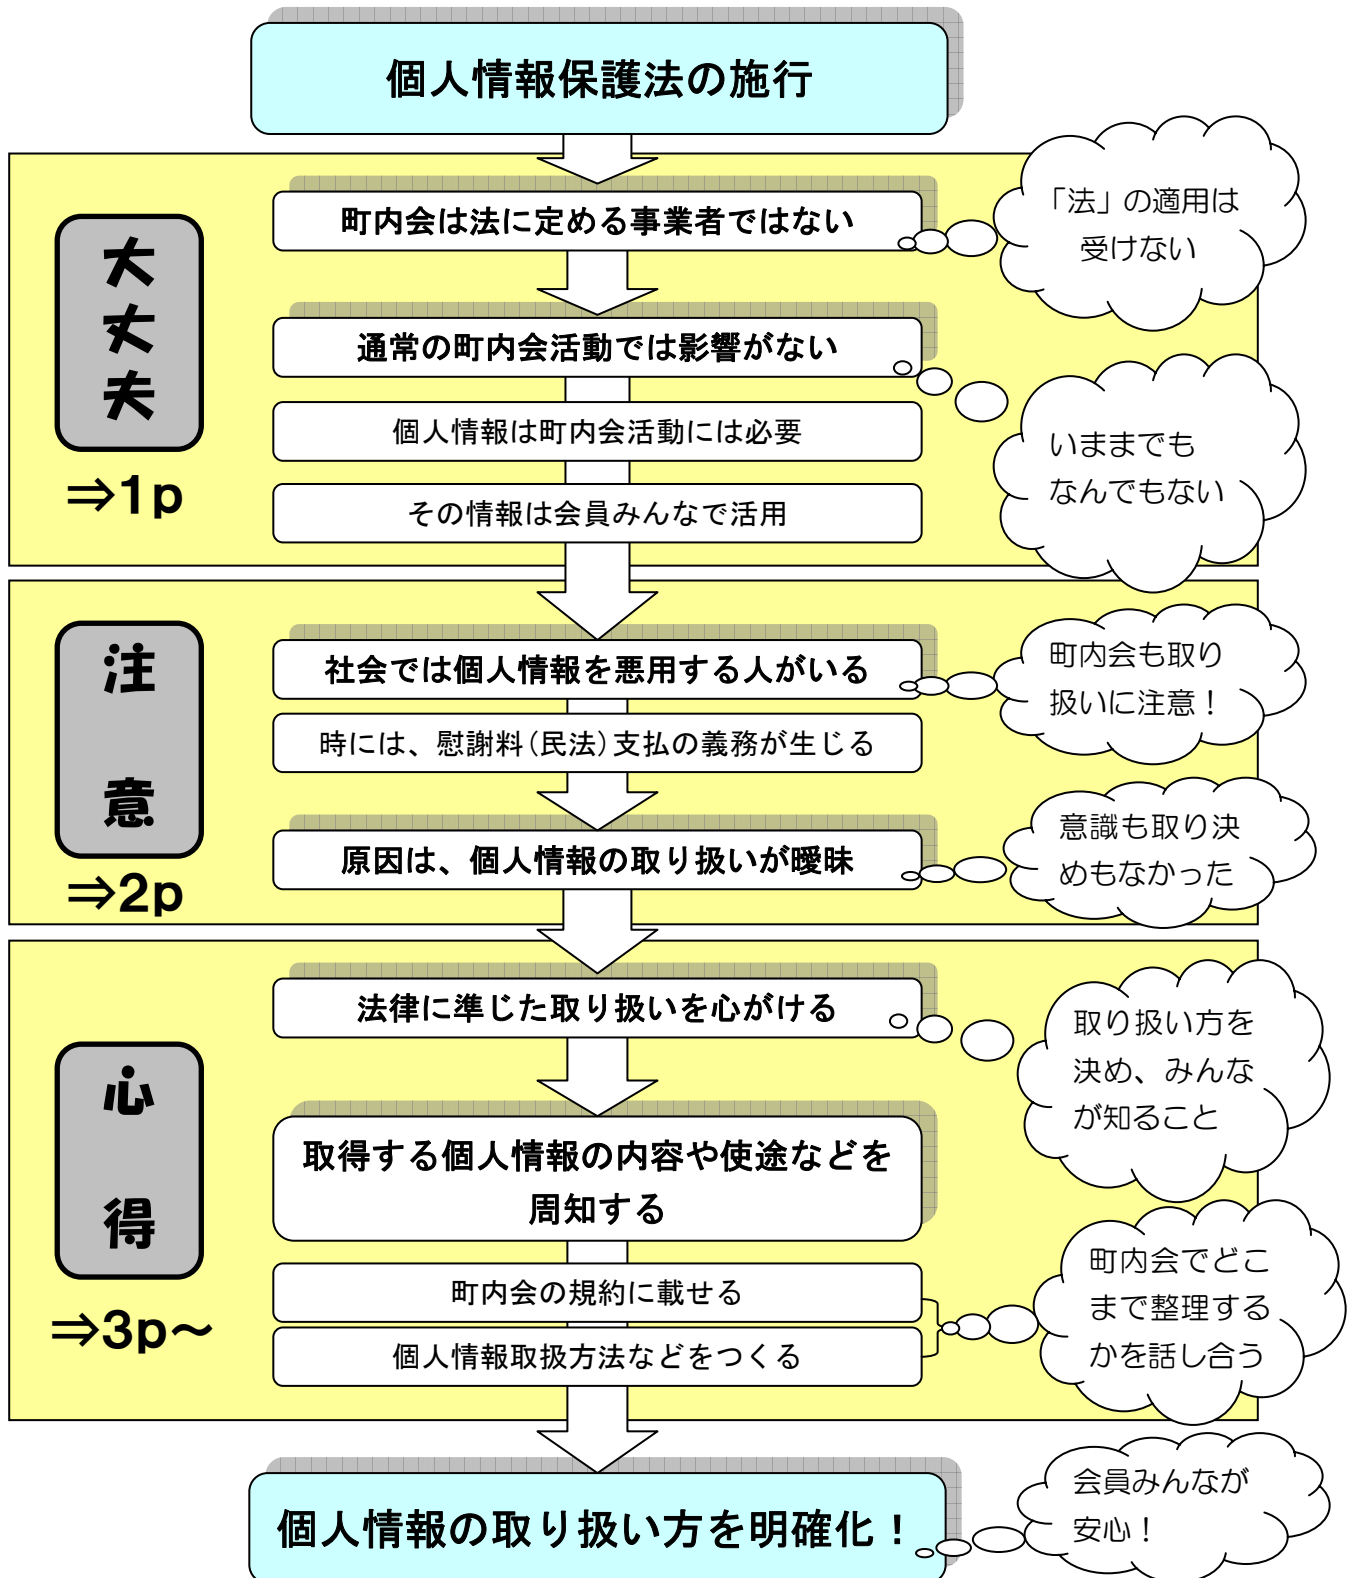 個人情報保護法の施行
大丈夫
⇒1p
町内会は法に定める事業者ではない
「法」の適用は
受けない
通常の町内会活動では影響がない
いままでも
なんでもない
個人情報は町内会活動には必要
その情報は会員みんなで活用
注意
⇒2p
社会では個人情報を悪用する人がいる
町内会も取り
扱いに注意！
時には、慰謝料(民法)支払の義務が生じる
原因は、個人情報の取り扱いが曖昧
意識も取り決
めもなかった
心得
⇒3p～
法律に準じた取り扱いを心がける
取り扱い方を
決め、みんな
が知ること
取得する個人情報の内容や使途などを
周知する
町内会の規約に載せる
個人情報取扱方法などをつくる
町内会でどこ
まで整理する
かを話し合う
個人情報の取り扱い方を明確化！
会員みんなが
安心！